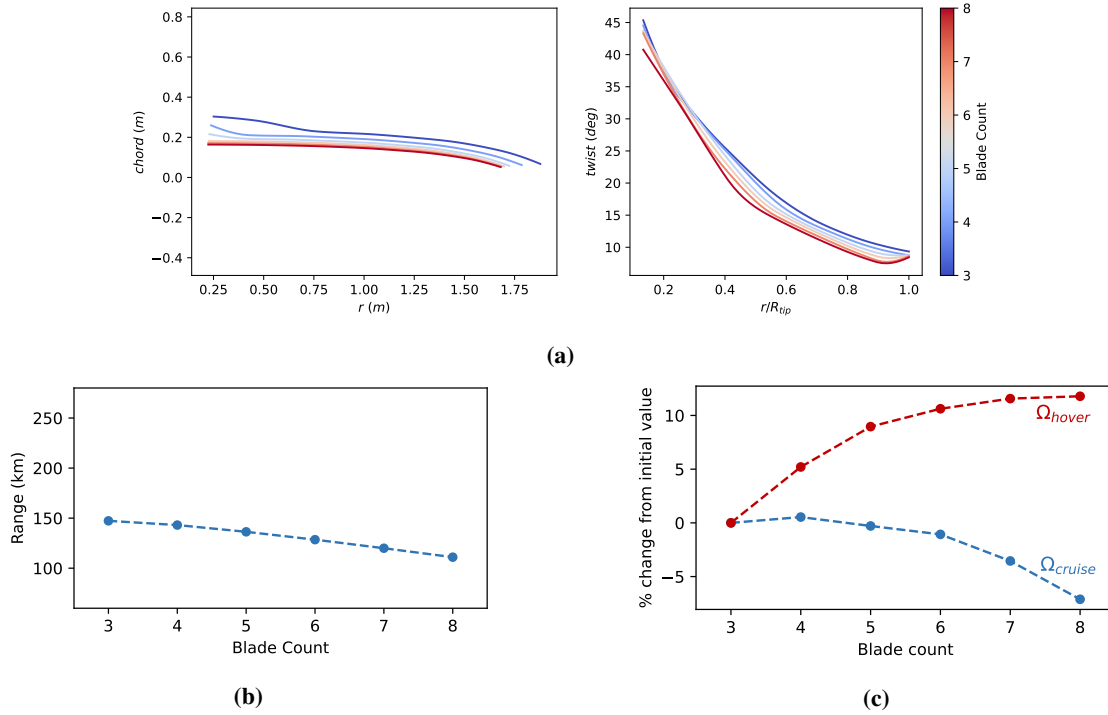 0.8
0.6
0.4
0.2
0.0
−0.2
−0.4
chord (m)
0.25 0.50 0.75 1.00 1.25 1.50 1.75
r (m)
45
40
35
30
25
20
15
10
twist (deg)
0.2 0.4 0.6 0.8 1.0
r/R_tip
8
7
6
5
4
3
Blade Count
(a)
250
200
150
100
Range (km)
3 4 5 6 7 8
Blade Count
(b)
10
5
0
−5
% change from initial value
Ω_hover
Ω_cruise
3 4 5 6 7 8
Blade count
(c)